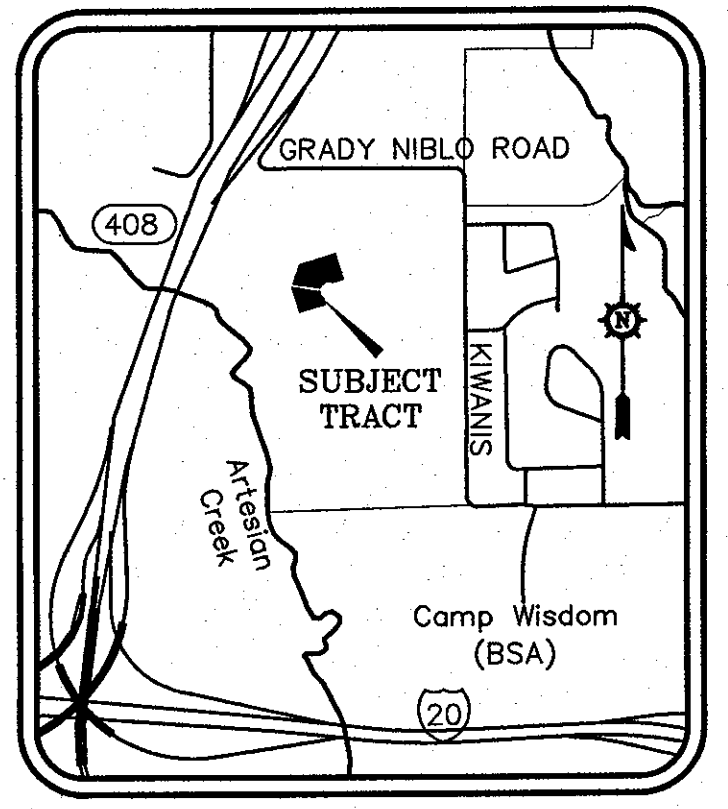 GRADY NIBLO ROAD
408
N
SUBJECT
TRACT
KIWANIS
Artesian
Creek
Camp Wisdom
(BSA)
20